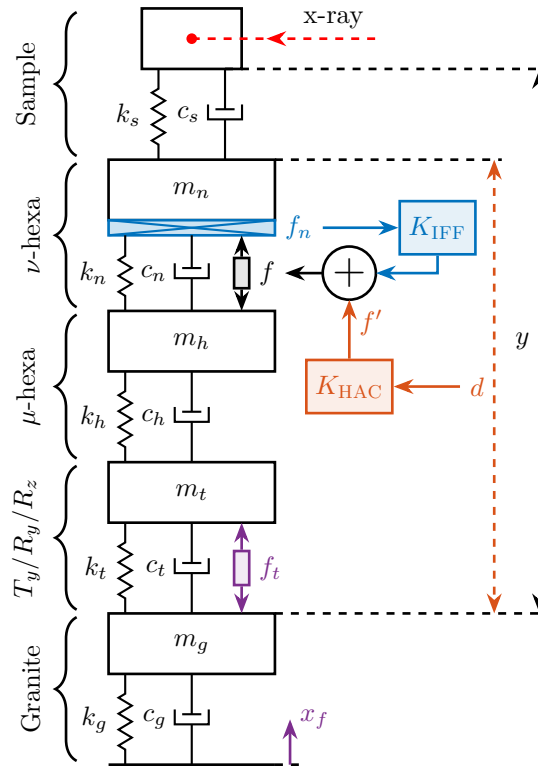 x-ray
Sample
k_s
c_s
m_n
ν-hexa
f_n
K_IFF
k_n
c_n
f
m_h
f'
y
μ-hexa
K_HAC
d
k_h
c_h
m_t
T_y/R_y/R_z
k_t
c_t
f_t
m_g
Granite
k_g
c_g
x_f